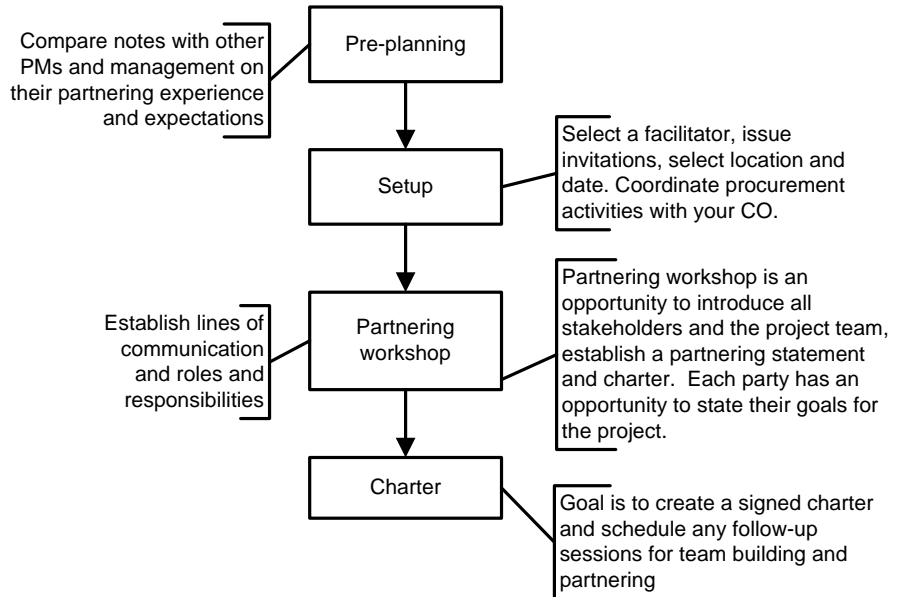 Compare notes with other
PMs and management on
their partnering experience
and expectations
Pre-planning
Setup
Select a facilitator, issue
invitations, select location and
date. Coordinate procurement
activities with your CO.
Establish lines of
communication
and roles and
responsibilities
Partnering
workshop
Partnering workshop is an
opportunity to introduce all
stakeholders and the project team,
establish a partnering statement
and charter.  Each party has an
opportunity to state their goals for
the project.
Charter
Goal is to create a signed charter
and schedule any follow-up
sessions for team building and
partnering